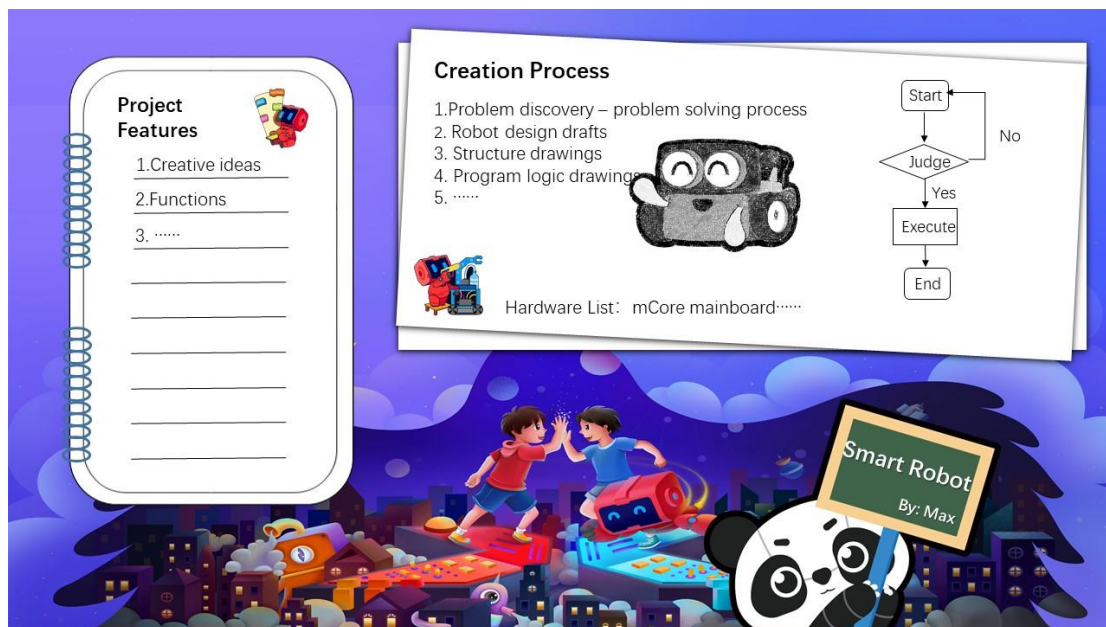 Project
Features
1.Creative ideas
2.Functions
3. ······
Creation Process
1.Problem discovery – problem solving process
2. Robot design drafts
3. Structure drawings
4. Program logic drawings
5. ······
Hardware List： mCore mainboard······
Start
No
Judge
Yes
Execute
End
Smart Robot
By: Max